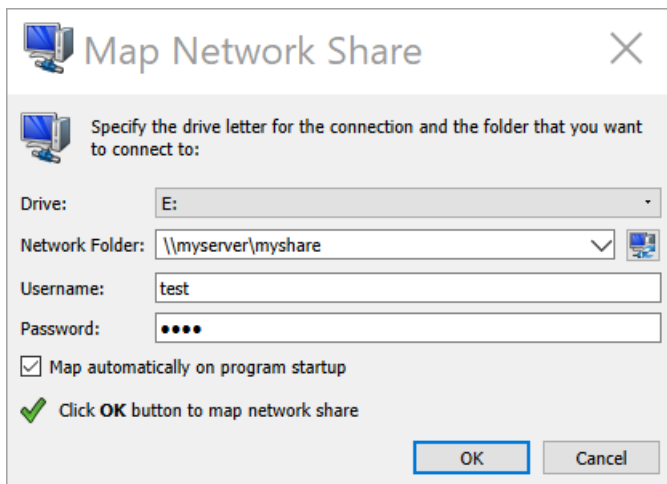 Map Network Share
Specify the drive letter for the connection and the folder that you want
to connect to:
Drive: E:
Network Folder: \\myserver\myshare
Username: test
Password: ••••
Map automatically on program startup
Click OK button to map network share
OK Cancel